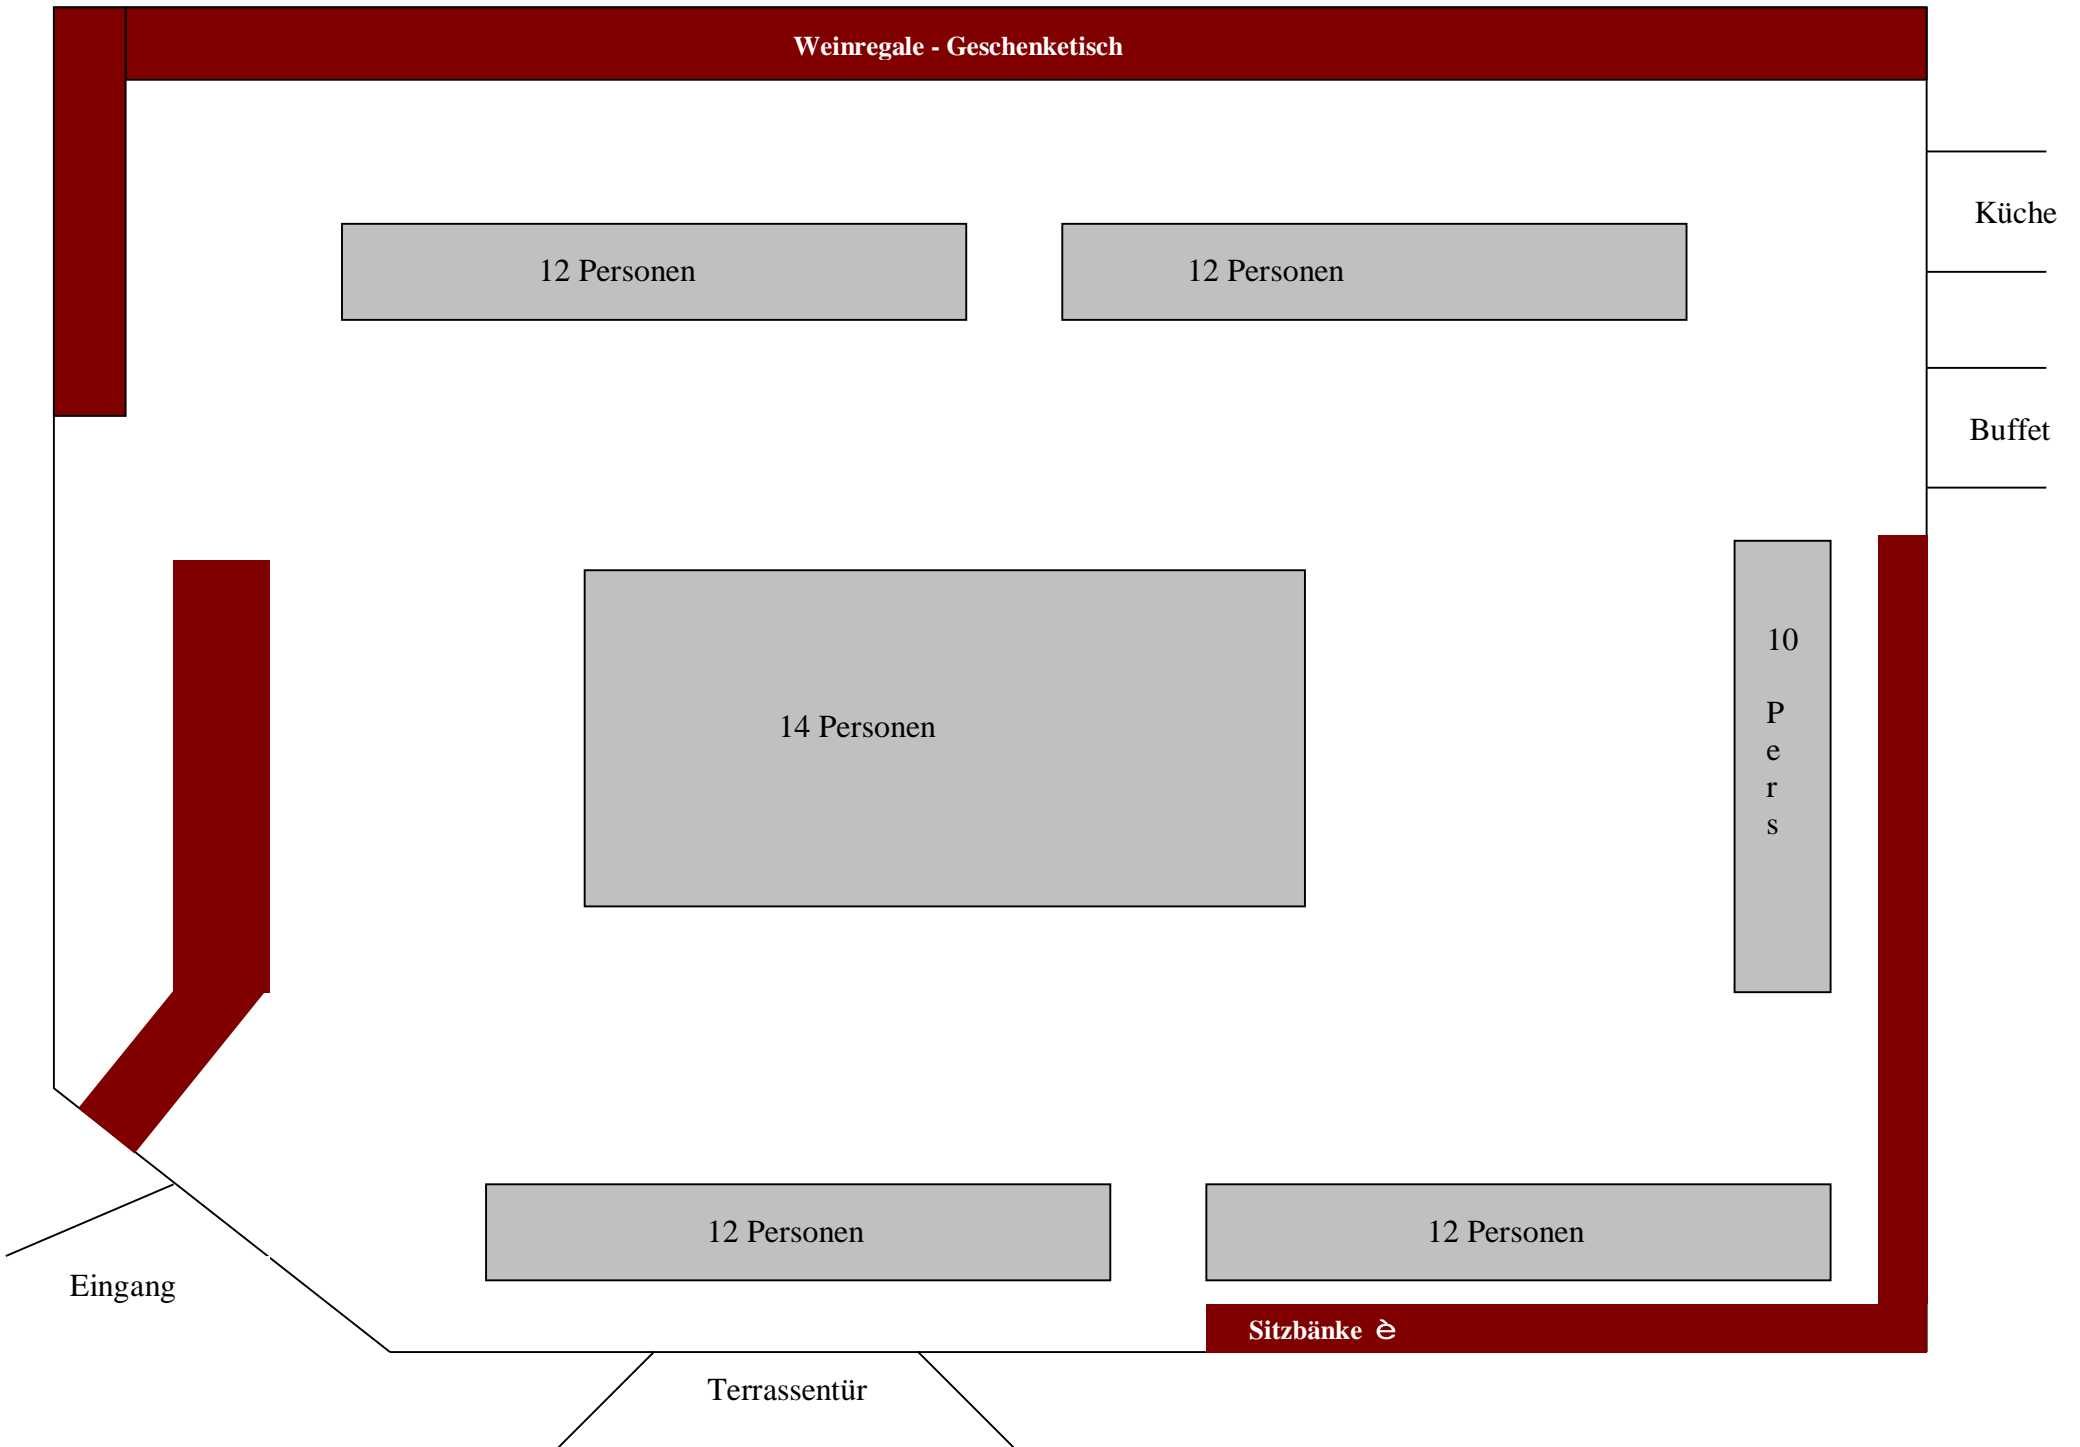 Weinregale - Geschenketisch
Küche
12 Personen
12 Personen
Buffet
10
P
e
r
s
14 Personen
12 Personen
12 Personen
Eingang
Sitzbänke è
Terrassentür